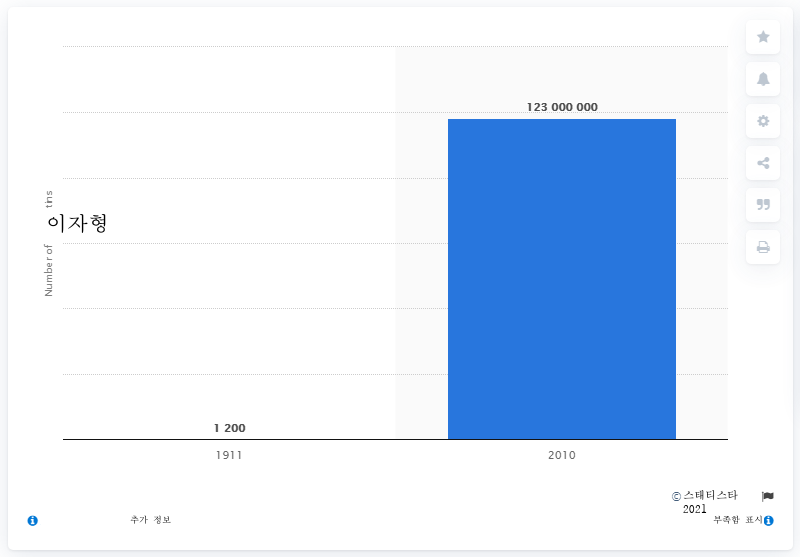 123 000 000
Number of
이자형
tins
1 200
1911
2010
© 스태티스타
2021
추가 정보
부족함 표시